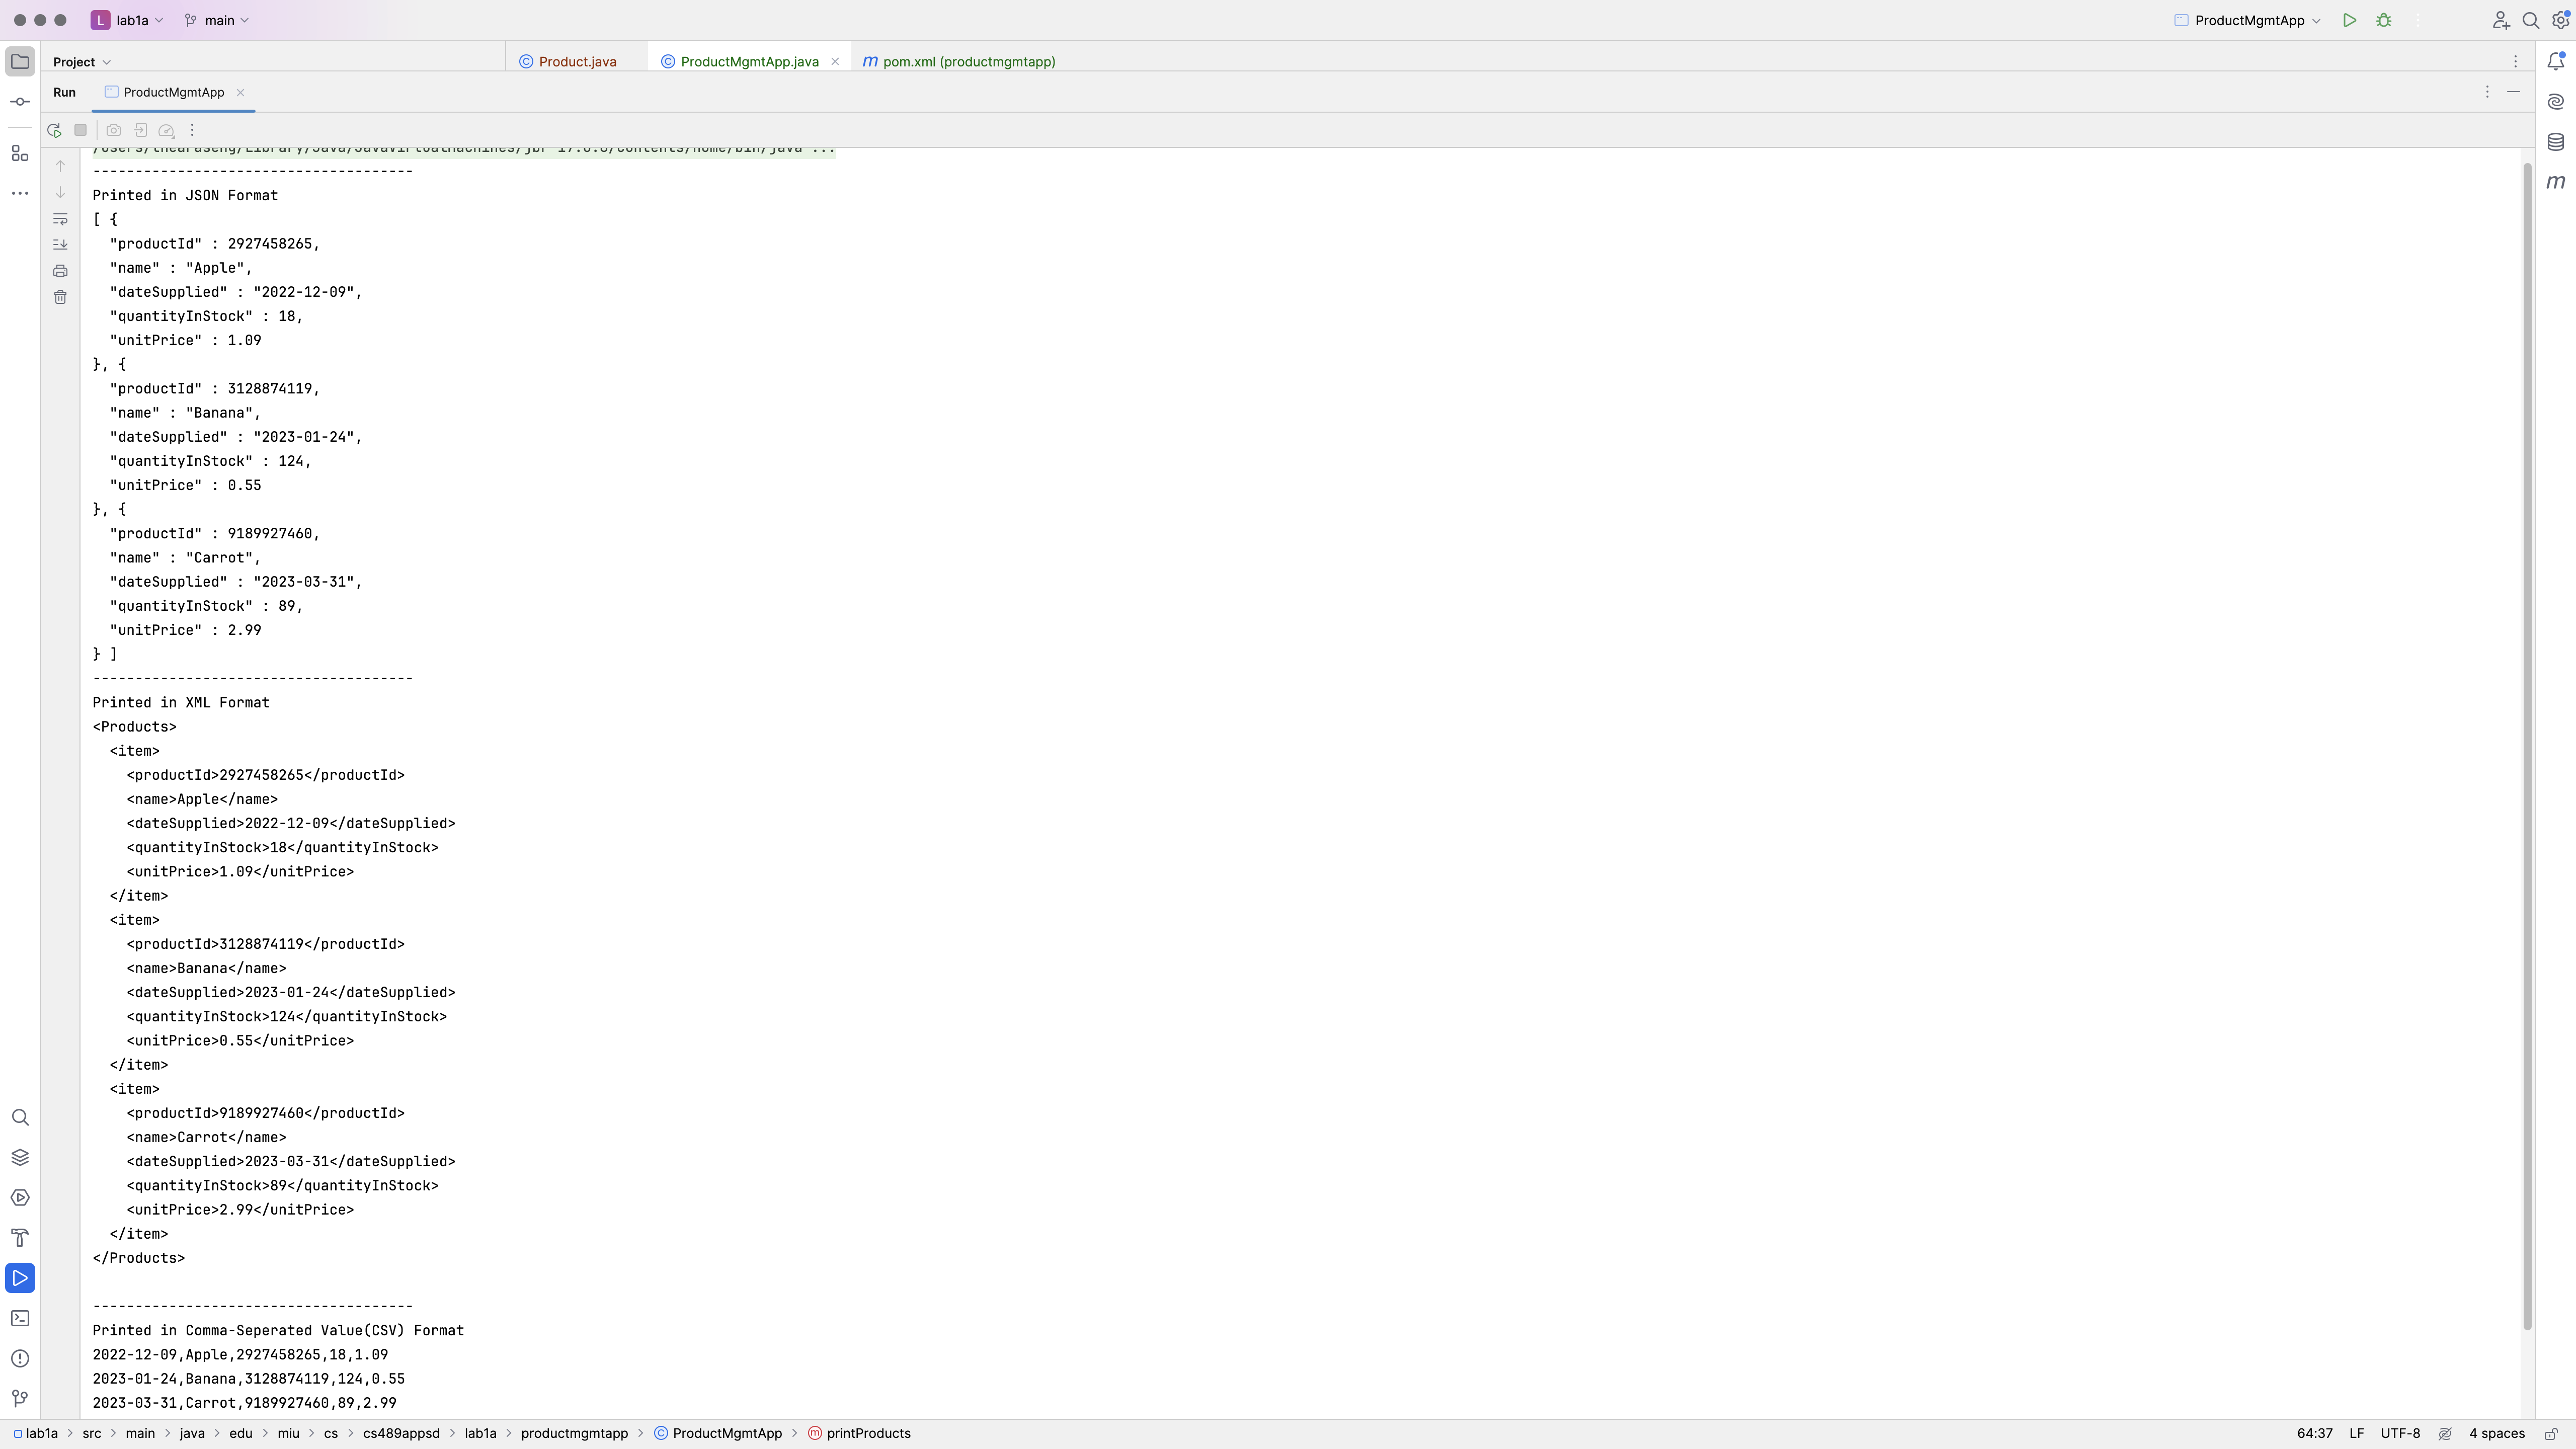 L lab1a main ProductMgmtApp
Project Product.java ProductMgmtApp.java m pom.xml (productmgmtapp)
Run ProductMgmtApp
-------------------------------------
Printed in JSON Format
[ {
  "productId" : 2927458265,
  "name" : "Apple",
  "dateSupplied" : "2022-12-09",
  "quantityInStock" : 18,
  "unitPrice" : 1.09
}, {
  "productId" : 3128874119,
  "name" : "Banana",
  "dateSupplied" : "2023-01-24",
  "quantityInStock" : 124,
  "unitPrice" : 0.55
}, {
  "productId" : 9189927460,
  "name" : "Carrot",
  "dateSupplied" : "2023-03-31",
  "quantityInStock" : 89,
  "unitPrice" : 2.99
} ]
--------------------------------------
Printed in XML Format
<Products>
  <item>
    <productId>2927458265</productId>
    <name>Apple</name>
    <dateSupplied>2022-12-09</dateSupplied>
    <quantityInStock>18</quantityInStock>
    <unitPrice>1.09</unitPrice>
  </item>
  <item>
    <productId>3128874119</productId>
    <name>Banana</name>
    <dateSupplied>2023-01-24</dateSupplied>
    <quantityInStock>124</quantityInStock>
    <unitPrice>0.55</unitPrice>
  </item>
  <item>
    <productId>9189927460</productId>
    <name>Carrot</name>
    <dateSupplied>2023-03-31</dateSupplied>
    <quantityInStock>89</quantityInStock>
    <unitPrice>2.99</unitPrice>
  </item>
</Products>
--------------------------------------
Printed in Comma-Seperated Value(CSV) Format
2022-12-09,Apple,2927458265,18,1.09
2023-01-24,Banana,3128874119,124,0.55
2023-03-31,Carrot,9189927460,89,2.99
lab1a > src > main > java > edu > miu > cs > cs489appsd > lab1a > productmgmtapp > ProductMgmtApp > printProducts 64:37 LF UTF-8 4 spaces